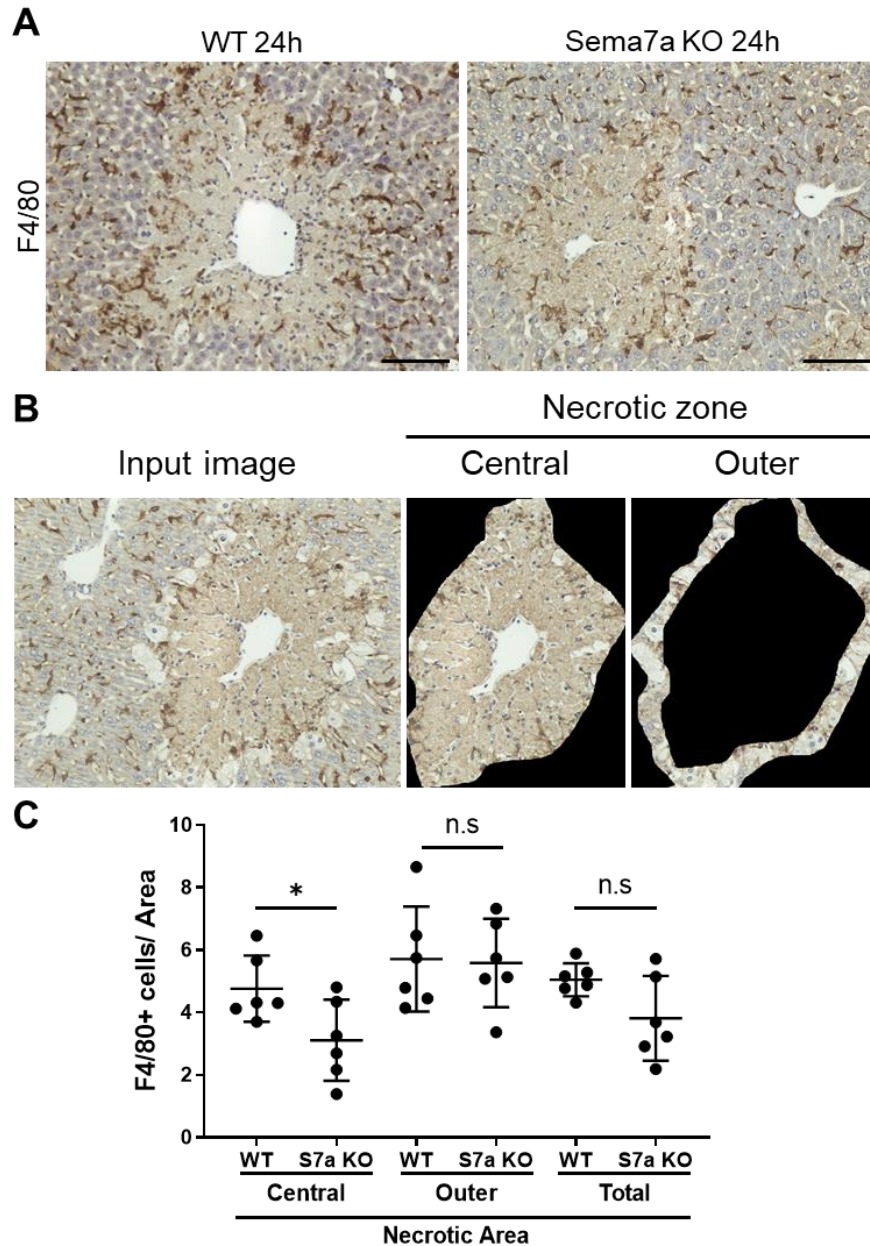 A
WT 24h
Sema7a KO 24h
F4/80
B
Necrotic zone
Input image
Central
Outer
C
F4/80+ cells/ Area
10
8
6
4
2
0
*
n.s
n.s
WT
S7a KO
WT
S7a KO
WT
S7a KO
Central
Outer
Total
Necrotic Area